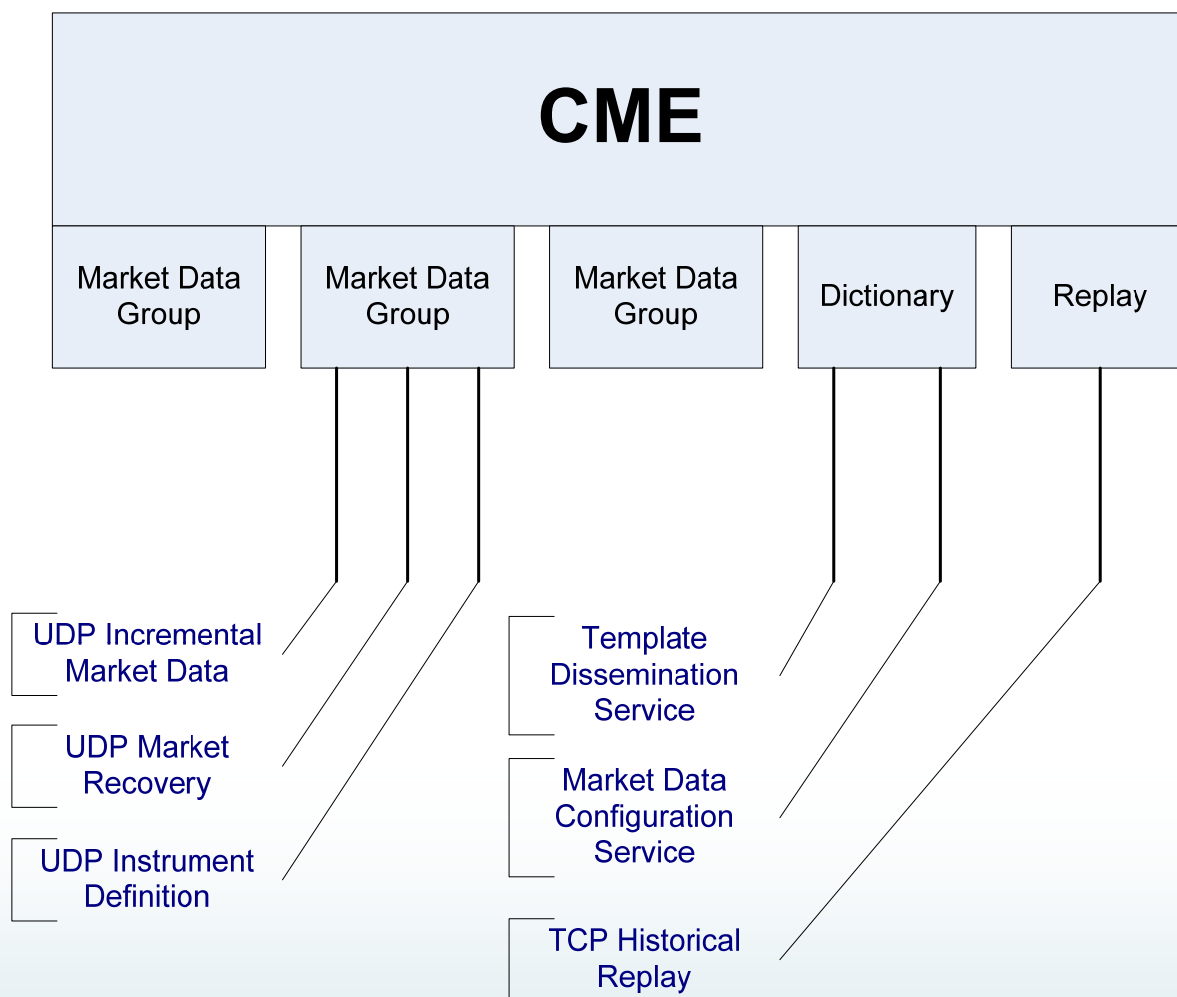 CME
Market Data
Group
Market Data
Group
Market Data
Group
Dictionary
Replay
UDP Incremental
Market Data
UDP Market
Recovery
UDP Instrument
Definition
Template
Dissemination
Service
Market Data
Configuration
Service
TCP Historical
Replay